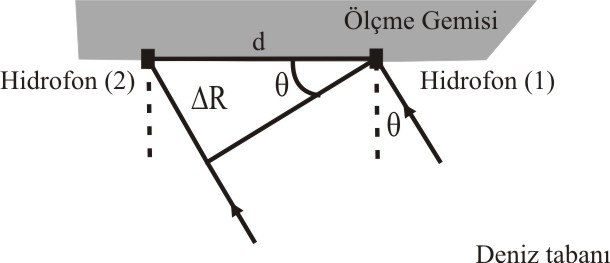 Ölçme Gemisi
d
Hidrofon (2)
Hidrofon (1)
ΔR
θ
θ
Deniz tabanı